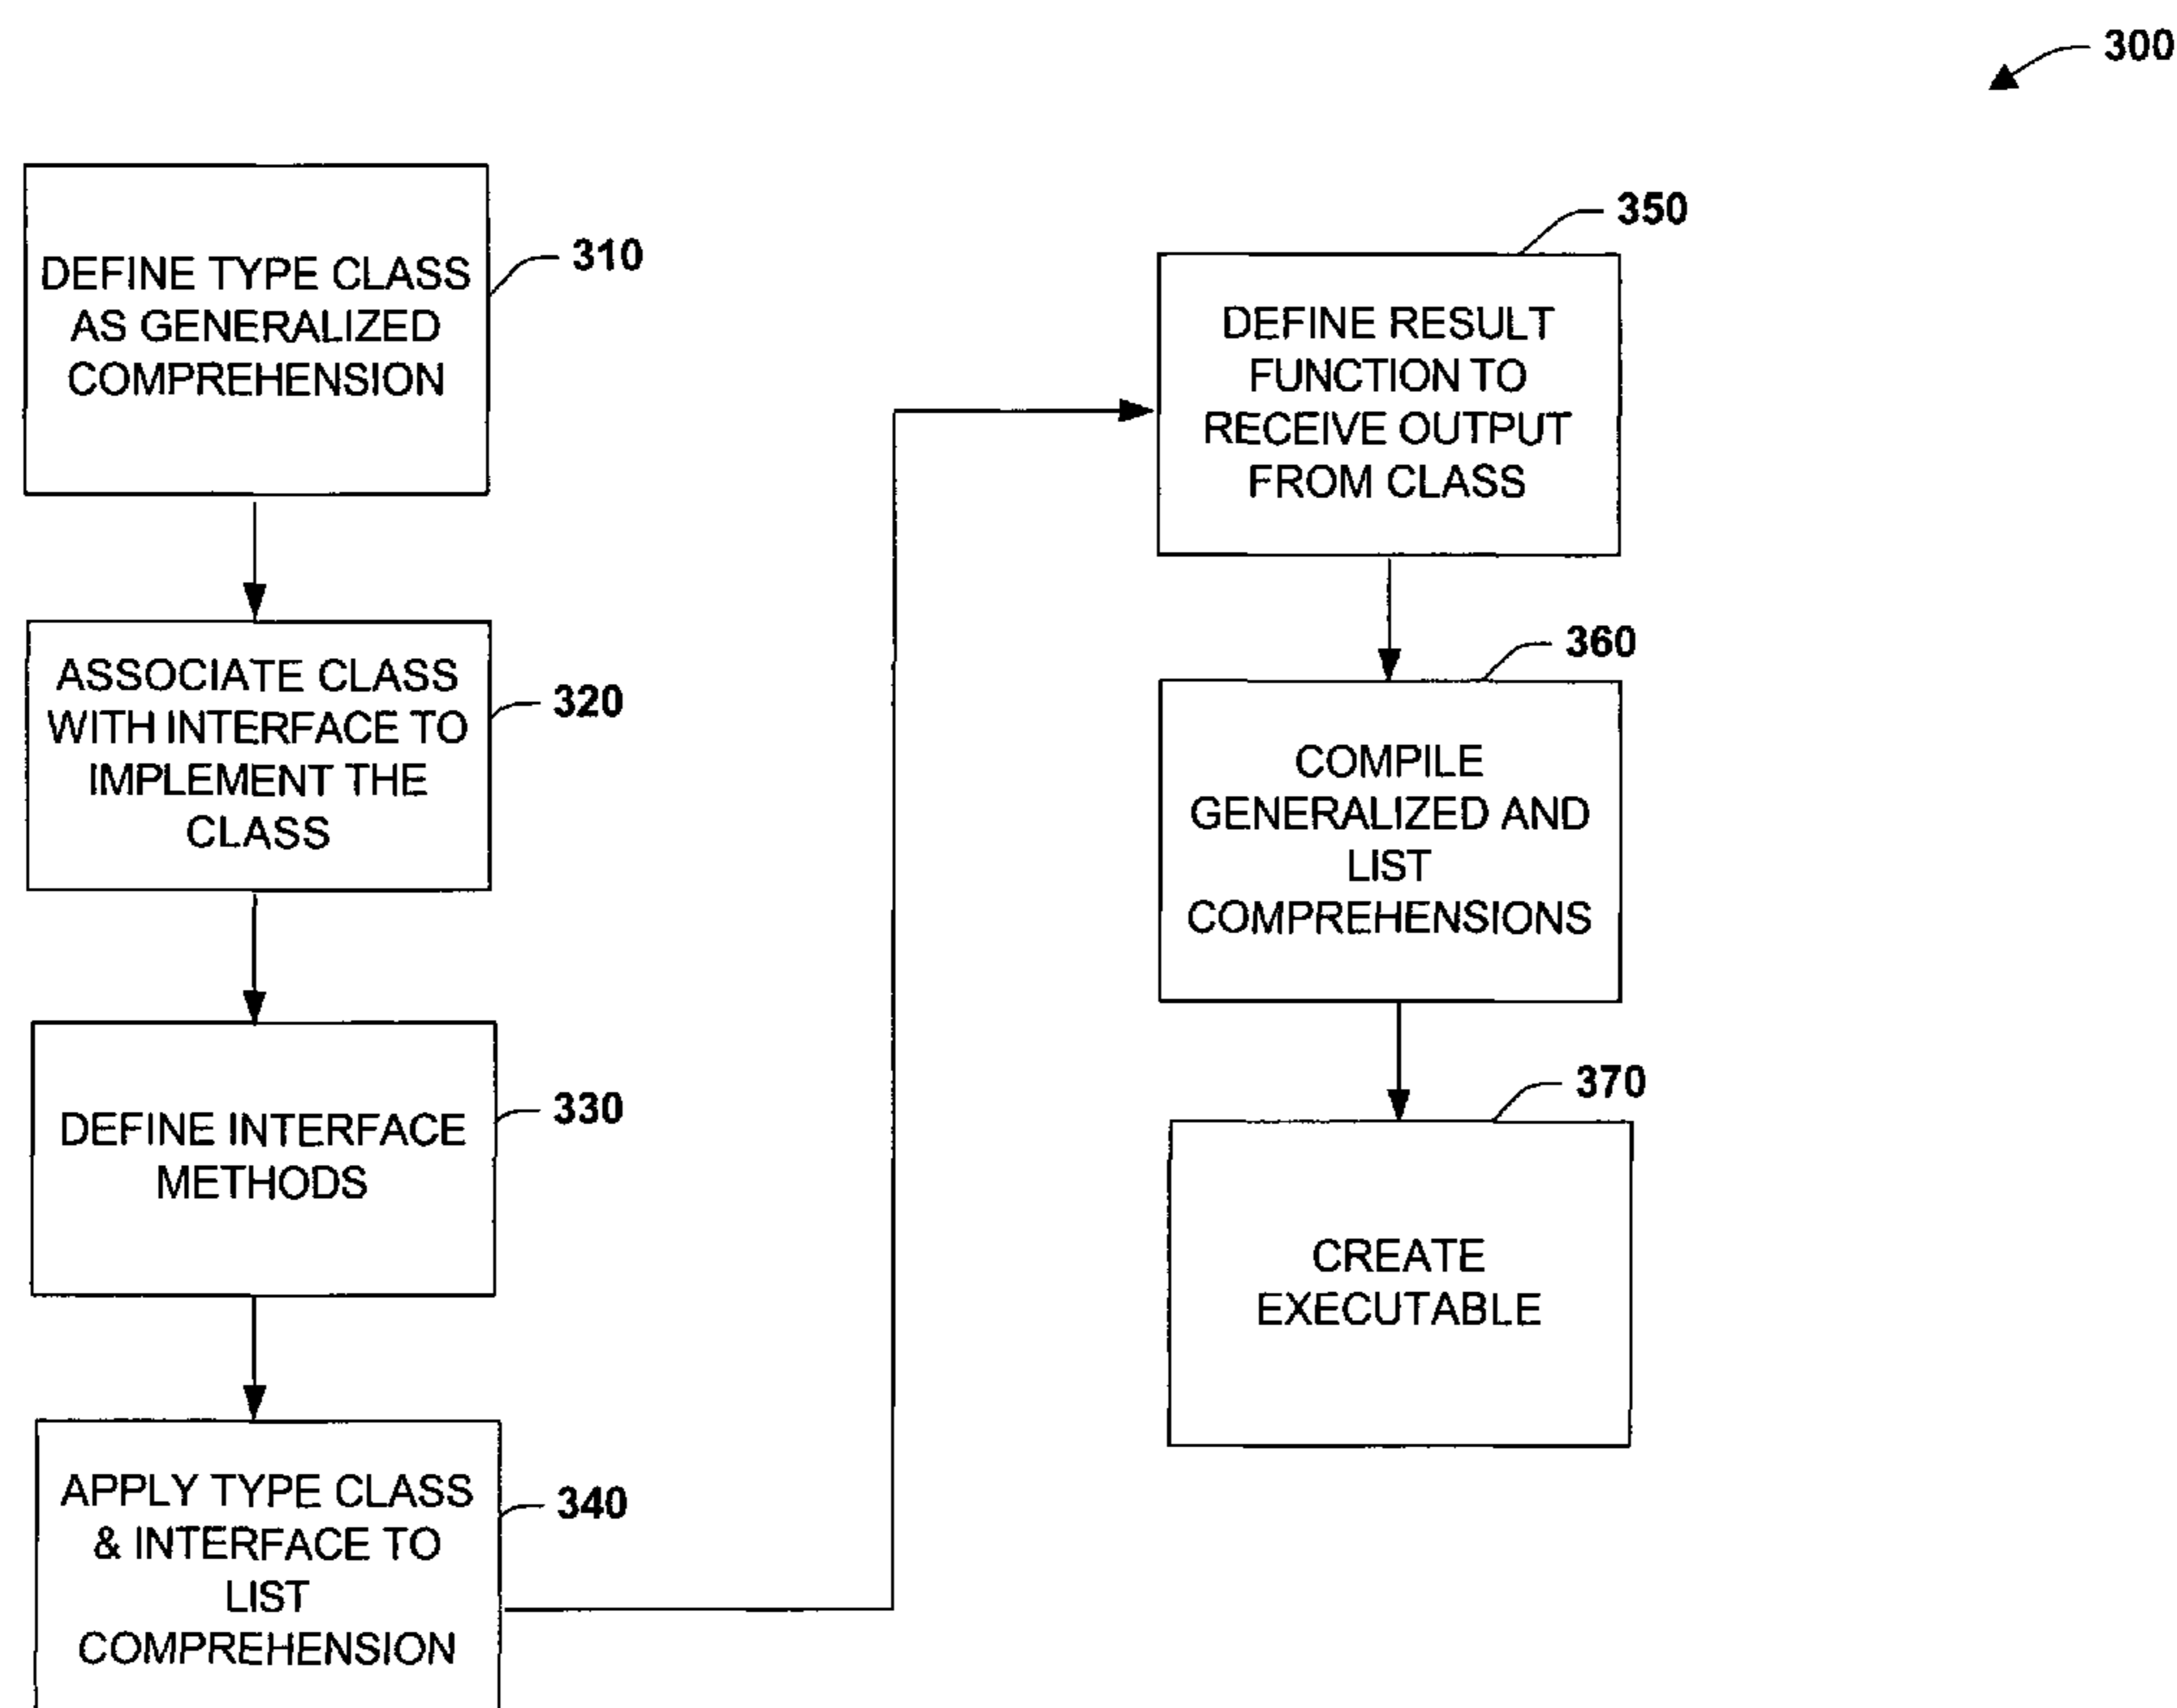 300
DEFINE TYPE CLASS
AS GENERALIZED
COMPREHENSION
310
ASSOCIATE CLASS
WITH INTERFACE TO
IMPLEMENT THE
CLASS
320
DEFINE INTERFACE
METHODS
330
APPLY TYPE CLASS
& INTERFACE TO
LIST
COMPREHENSION
340
350
DEFINE RESULT
FUNCTION TO
RECEIVE OUTPUT
FROM CLASS
360
COMPILE
GENERALIZED AND
LIST
COMPREHENSIONS
370
CREATE
EXECUTABLE